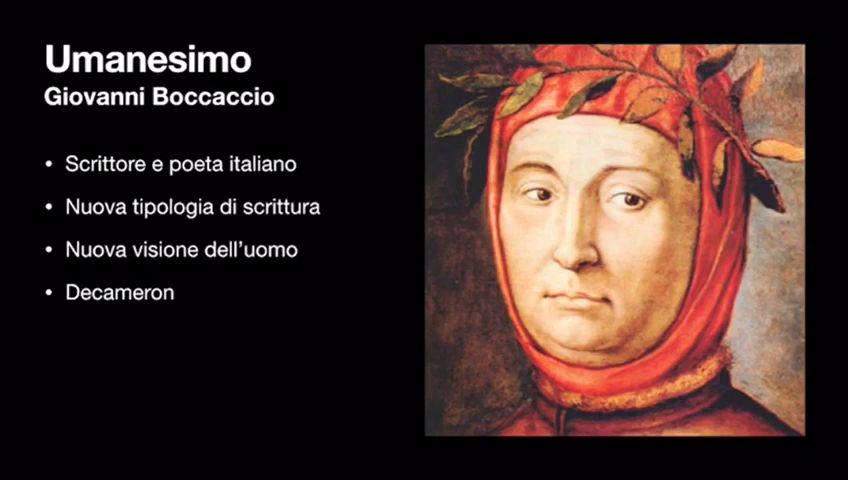 Umanesimo
Giovanni Boccaccio
• Scrittore e poeta italiano
• Nuova tipologia di scrittura
• Nuova visione dell'uomo
• Decameron